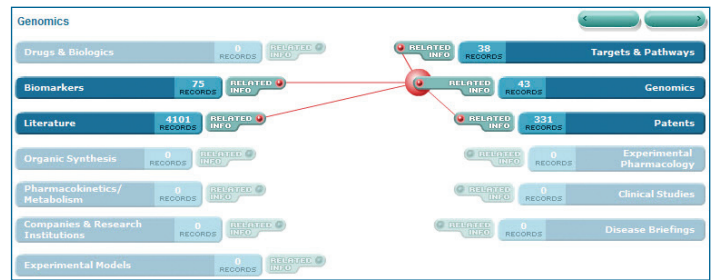 Genomics
Drugs & Biologics 0 RECORDS RELATED INFO
RELATED INFO 38 RECORDS Targets & Pathways
Biomarkers 75 RECORDS RELATED INFO
RELATED INFO 43 RECORDS Genomics
Literature 4101 RECORDS RELATED INFO
RELATED INFO 331 RECORDS Patents
Organic Synthesis 0 RECORDS RELATED INFO
RELATED INFO 0 RECORDS Experimental Pharmacology
Pharmacokinetics/ Metabolism 0 RECORDS RELATED INFO
RELATED INFO 0 RECORDS Clinical Studies
Companies & Research Institutions 0 RECORDS RELATED INFO
RELATED INFO 0 RECORDS Disease Briefings
Experimental Models 0 RECORDS RELATED INFO